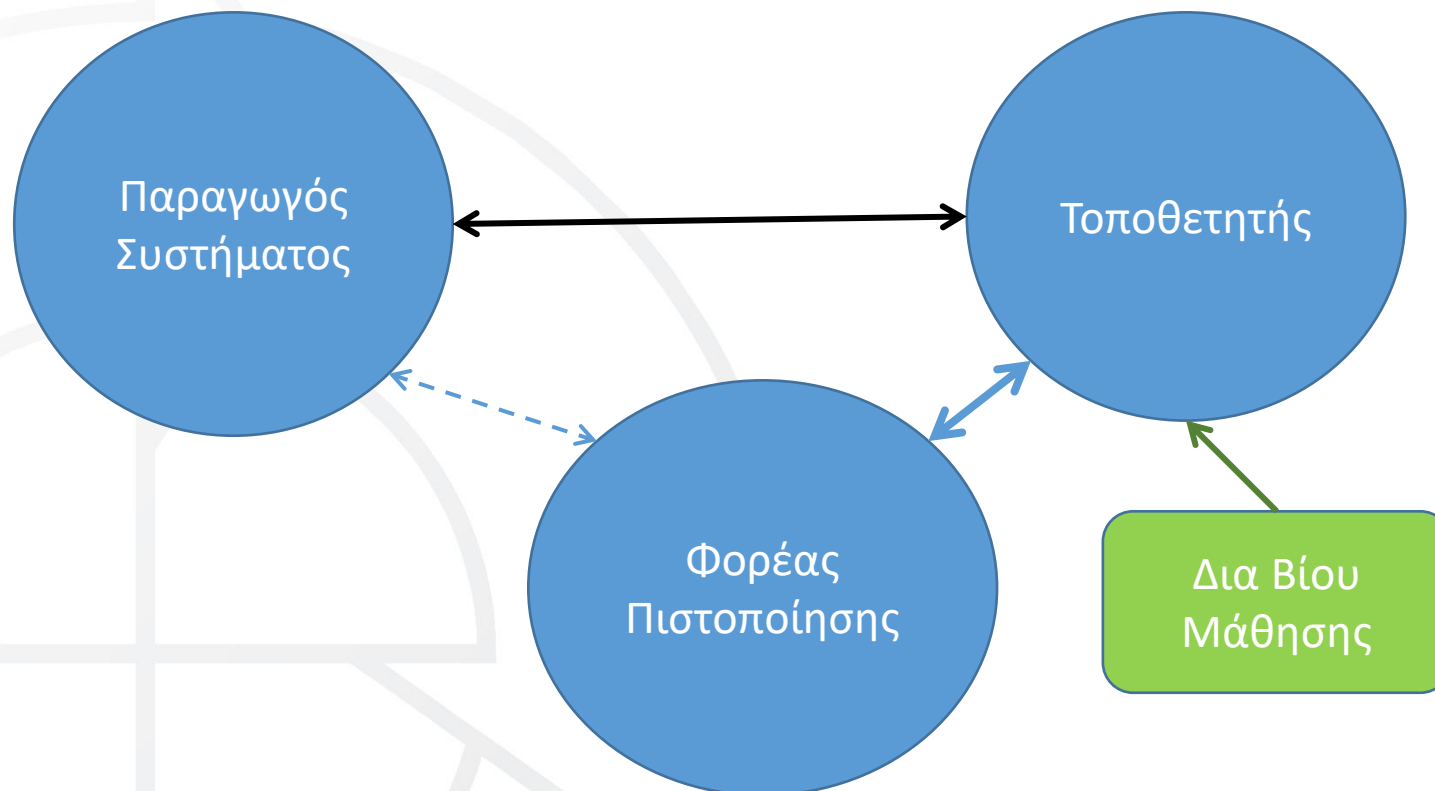 Παραγωγός
Συστήματος
Τοποθετητής
Φορέας
Πιστοποίησης
Δια Βίου
Μάθησης